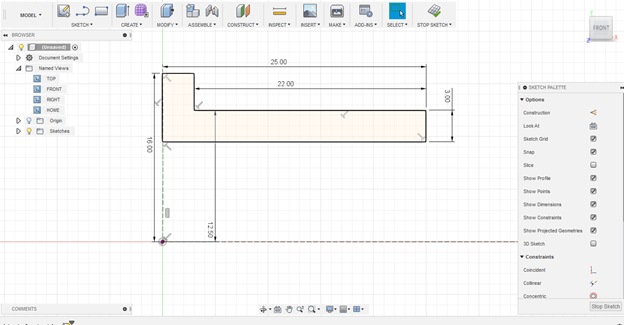 MODEL
SKETCH
CREATE
MODIFY
ASSEMBLE
CONSTRUCT
INSPECT
INSERT
MAKE
ADD-INS
SELECT
STOP SKETCH
BROWSER
(Unsaved)
Document Settings
Named Views
TOP
FRONT
RIGHT
HOME
Origin
Sketches
25.00
22.00
3.00
16.00
12.50
FRONT
Z
X
SKETCH PALETTE
Options
Construction
Look At
Sketch Grid
Snap
Slice
Show Profile
Show Points
Show Dimensions
Show Constraints
Show Projected Geometries
3D Sketch
Constraints
Coincident
Collinear
Concentric
Stop Sketch
COMMENTS